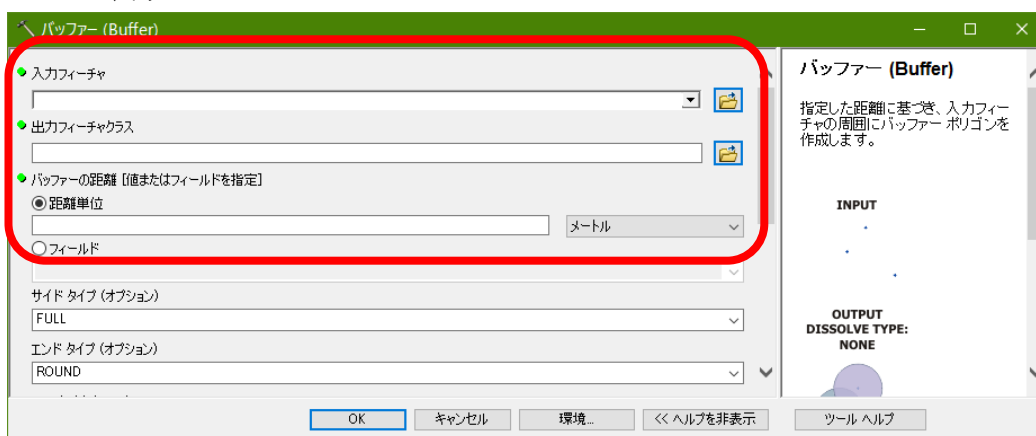 バッファー (Buffer)
入力フィーチャ
出力フィーチャクラス
バッファーの距離 [値またはフィールドを指定]
距離単位
メートル
フィールド
サイド タイプ (オプション)
FULL
エンド タイプ (オプション)
ROUND
OK
キャンセル
環境...
<< ヘルプを非表示
バッファー (Buffer)
指定した距離に基づき、入力フィー
チャの周囲にバッファー ポリゴンを
作成します。
INPUT
OUTPUT
DISSOLVE TYPE:
NONE
ツール ヘルプ